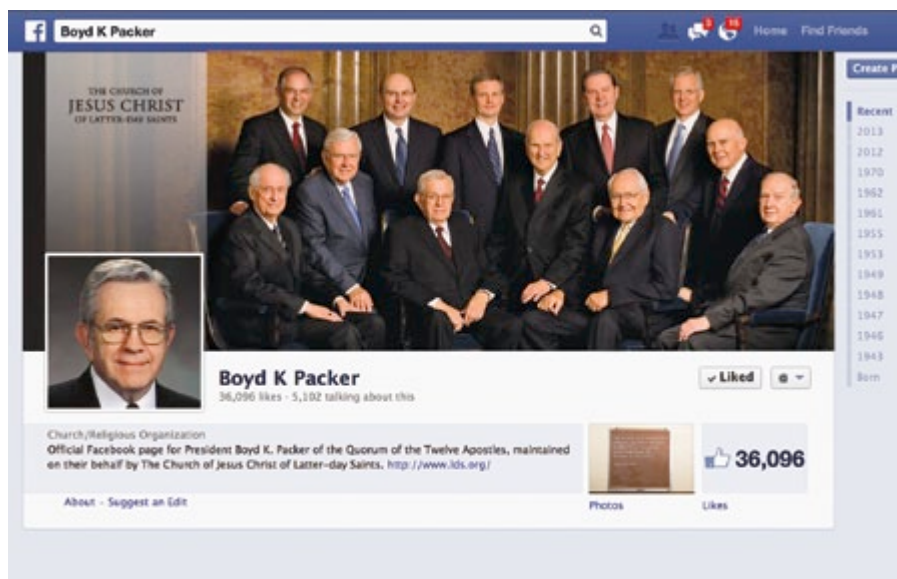 Boyd K Packer
3
15
Home Find Friends
THE CHURCH OF
JESUS CHRIST
OF LATTER-DAY SAINTS
Create P
Recent
2013
2012
1970
1962
1961
1955
1953
1949
1948
1947
1946
1943
Born
Boyd K Packer
36,096 likes · 5,102 talking about this
Liked
Church/Religious Organization
Official Facebook page for President Boyd K. Packer of the Quorum of the Twelve Apostles, maintained
on their behalf by The Church of Jesus Christ of Latter-day Saints. http://www.lds.org/
About - Suggest an Edit
Photos
36,096
Likes